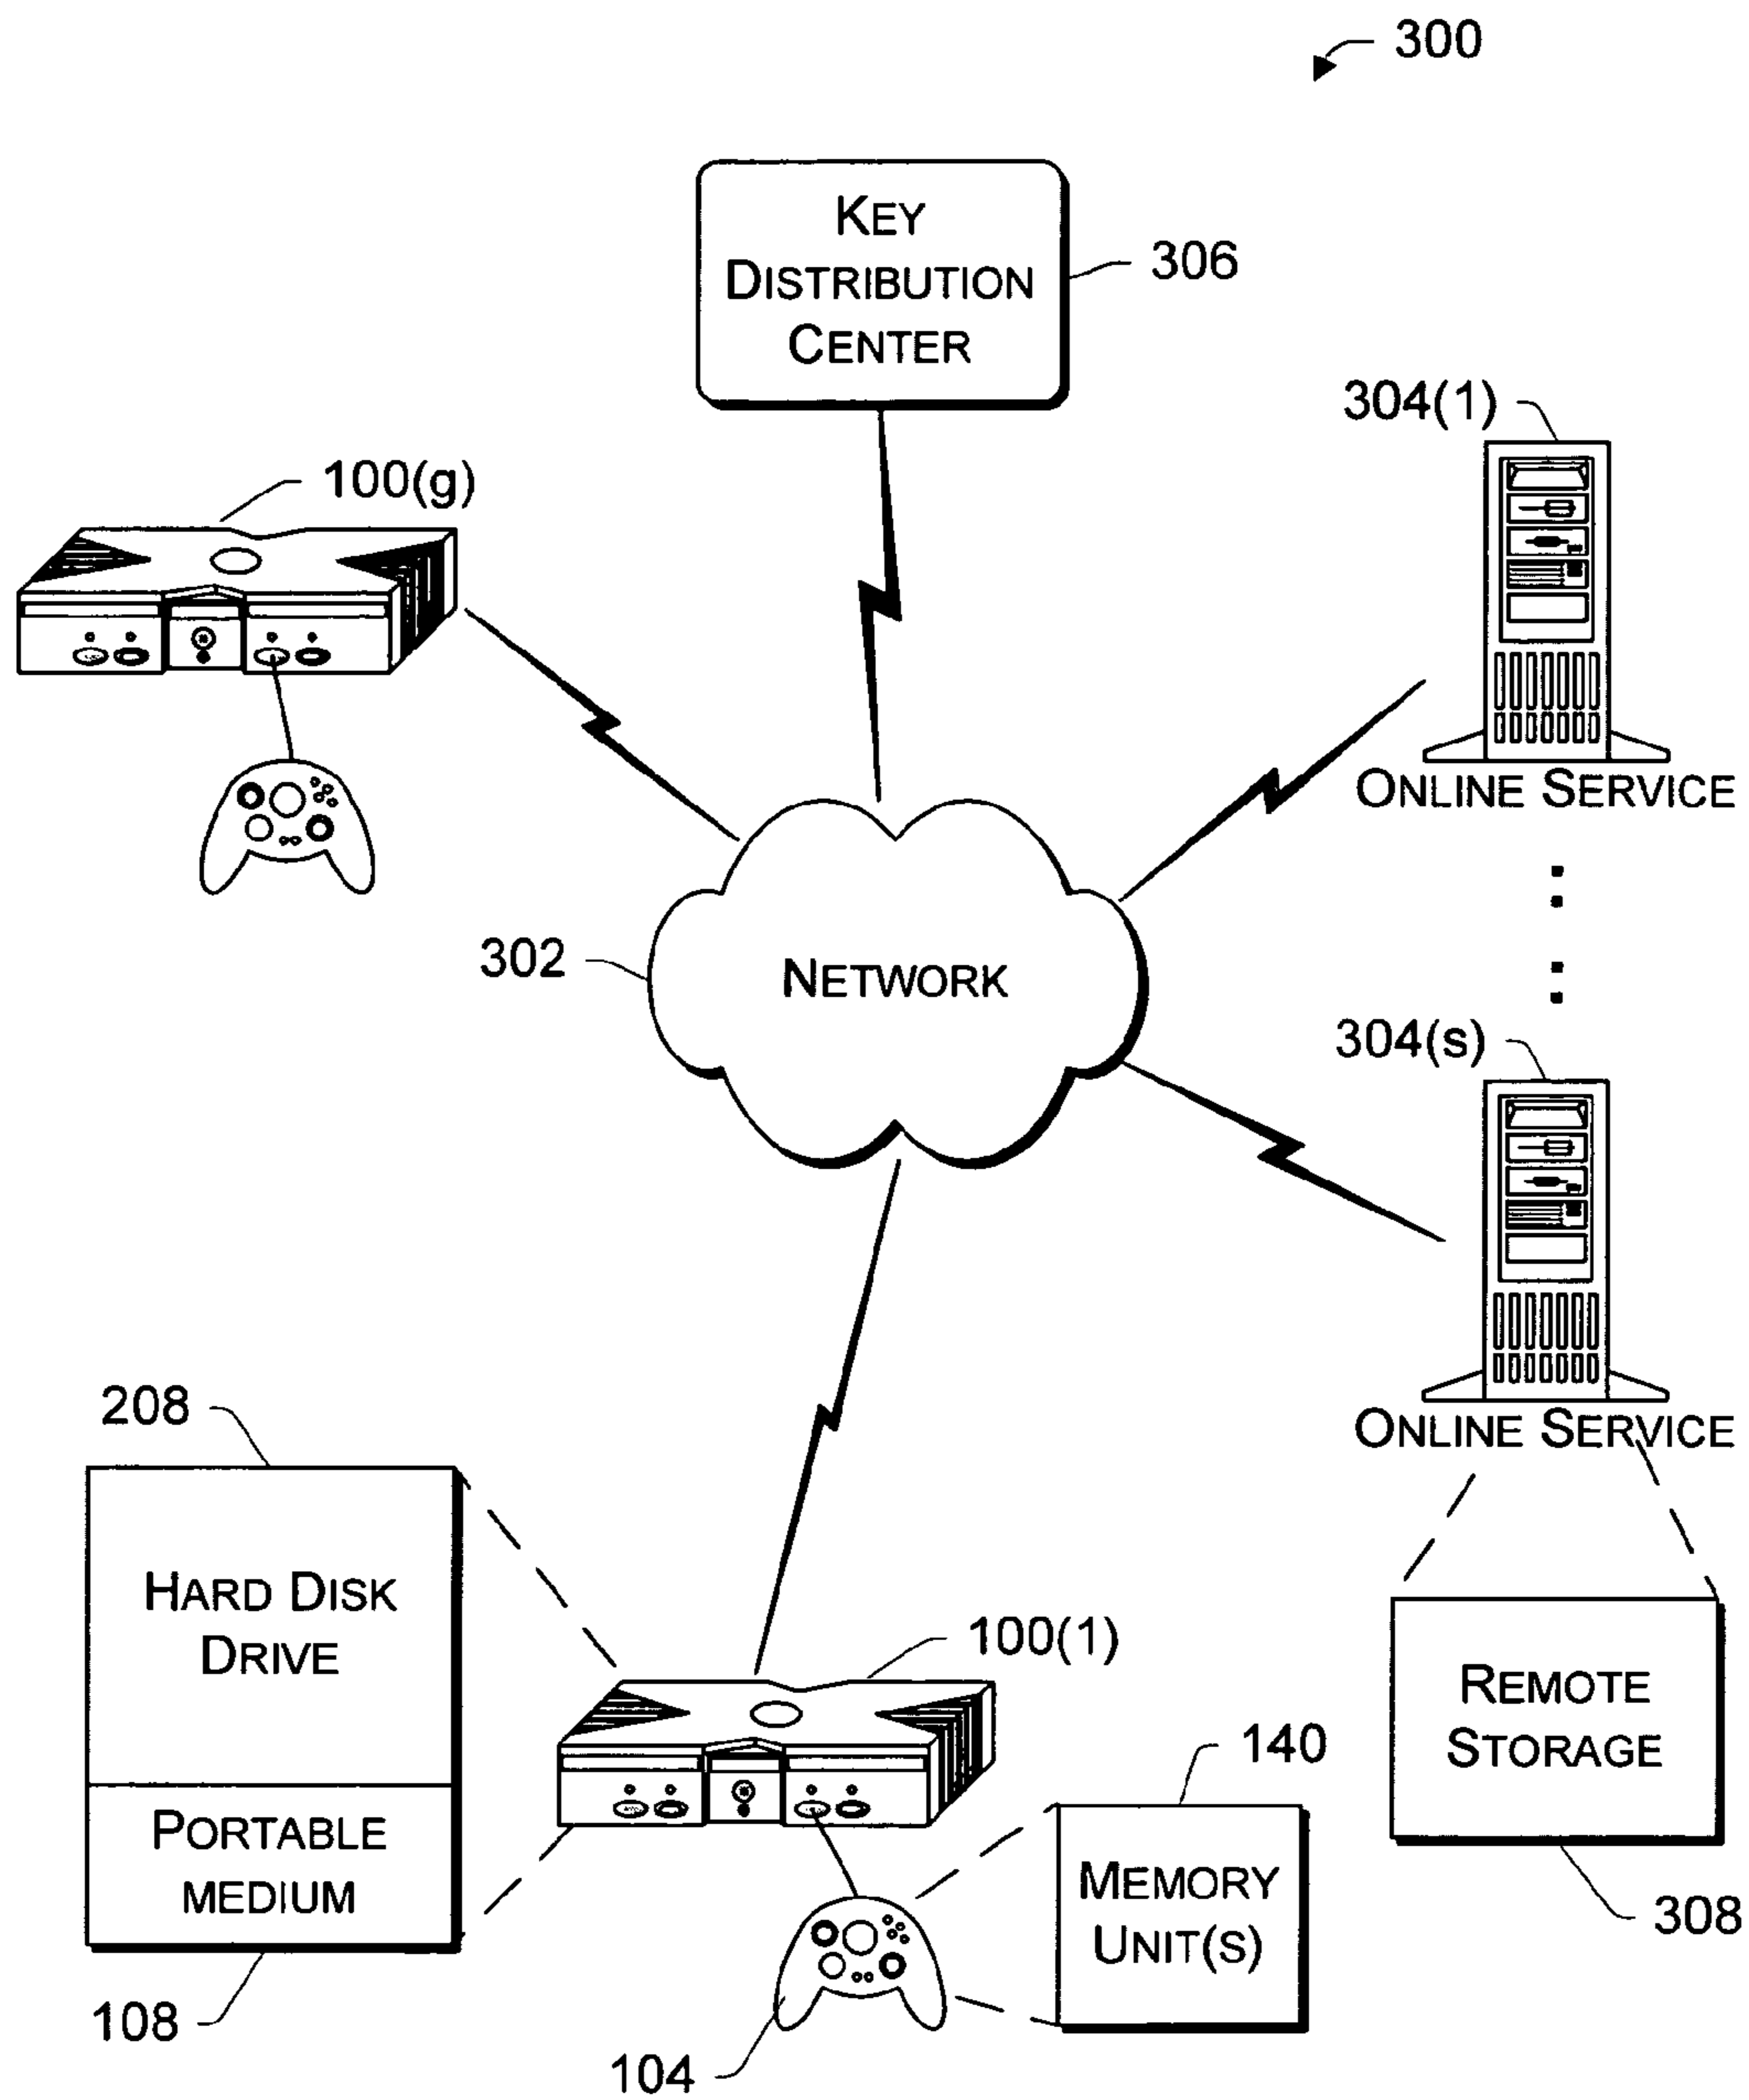 300
KEY
DISTRIBUTION
CENTER
306
304(1)
100(g)
ONLINE SERVICE
302
NETWORK
304(s)
208
ONLINE SERVICE
HARD DISK
DRIVE
100(1)
REMOTE
STORAGE
140
PORTABLE
MEDIUM
MEMORY
UNIT(S)
308
108
104